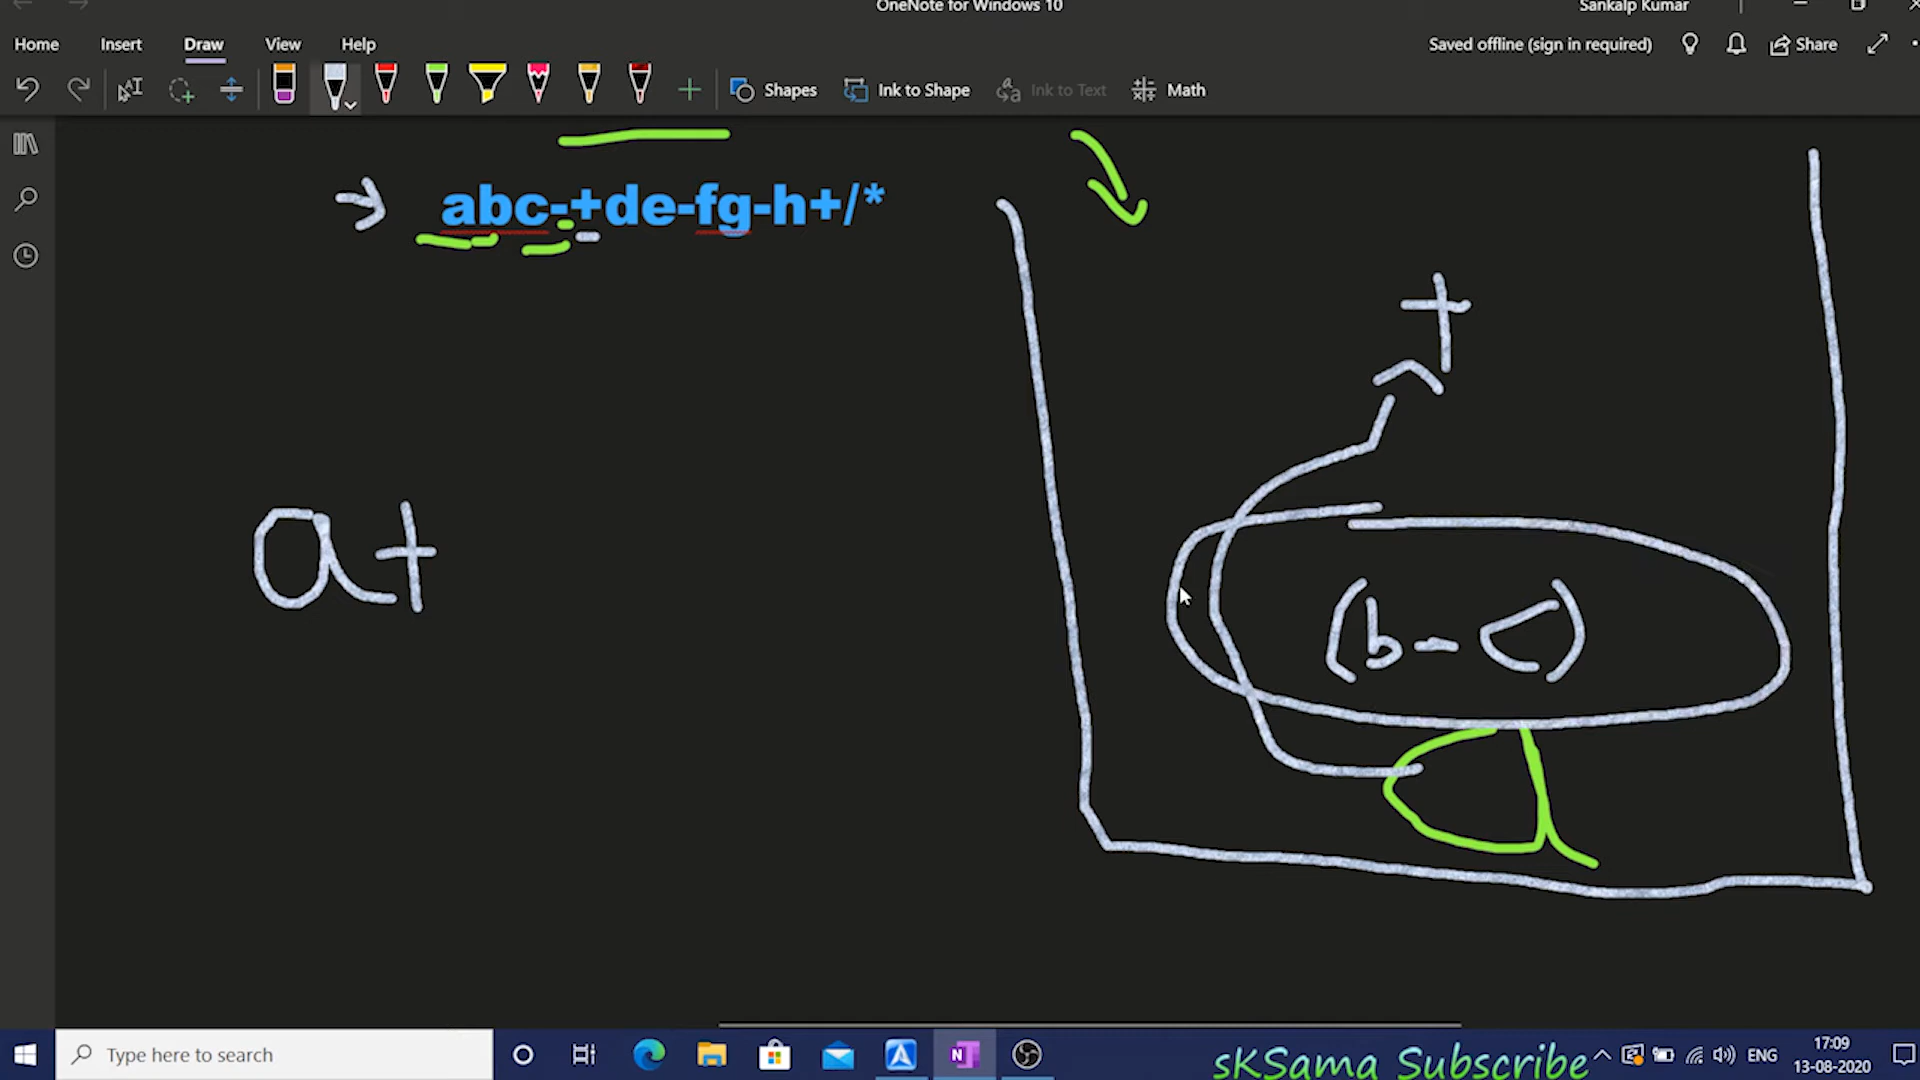 OneNote for Windows 10
Sankalp Kumar
Home Insert Draw View Help
Saved offline (sign in required)
Share
Shapes
Ink to Shape
Ink to Text
Math
abc-+de-fg-h+/*
+
a+
(b-c)
a
Type here to search
sKSama Subscribe
ENG
17:09
13-08-2020